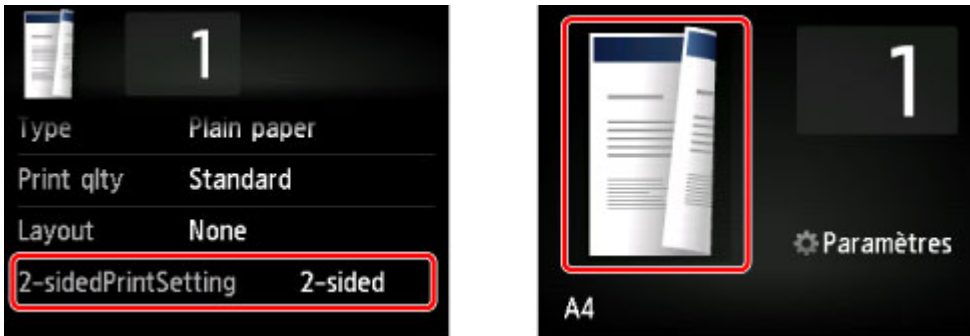 1
Type Plain paper
Print qlty Standard
Layout None
2-sidedPrintSetting 2-sided
1
Paramètres
A4